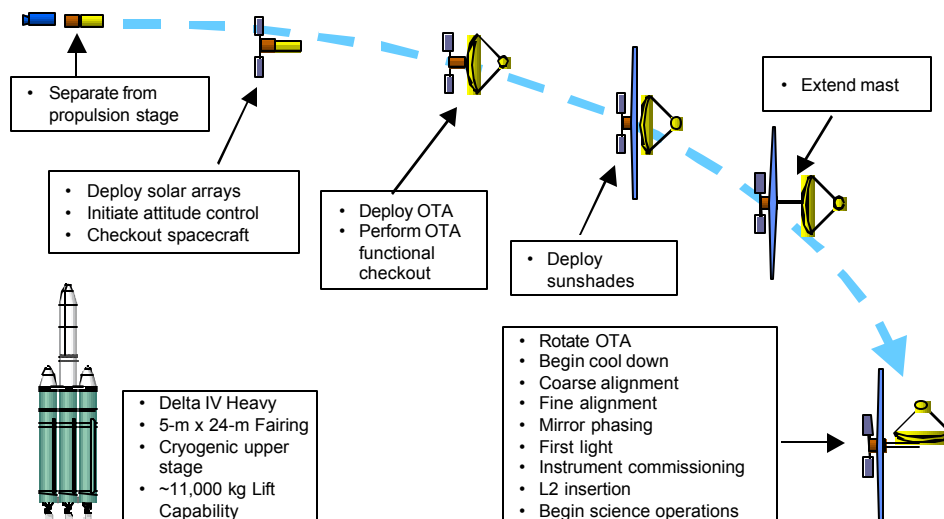 • Separate from
propulsion stage
• Deploy solar arrays
• Initiate attitude control
• Checkout spacecraft
• Deploy OTA
• Perform OTA
functional
checkout
• Deploy
sunshades
• Extend mast
• Delta IV Heavy
• 5-m x 24-m Fairing
• Cryogenic upper
stage
• ~11,000 kg Lift
Capability
• Rotate OTA
• Begin cool down
• Coarse alignment
• Fine alignment
• Mirror phasing
• First light
• Instrument commissioning
• L2 insertion
• Begin science operations